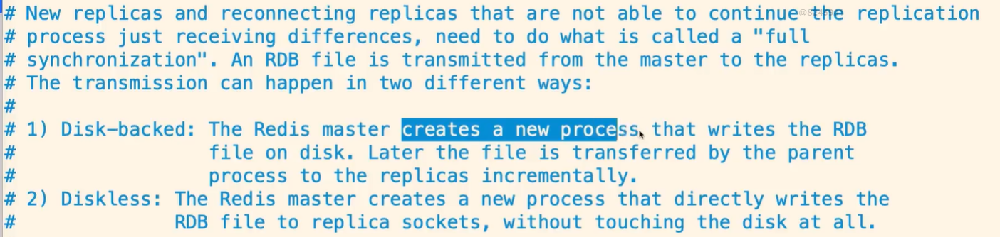 # New replicas and reconnecting replicas that are not able to continue the replication
# process just receiving differences, need to do what is called a "full
# synchronization". An RDB file is transmitted from the master to the replicas.
# The transmission can happen in two different ways:
#
# 1) Disk-backed: The Redis master creates a new process that writes the RDB
#                 file on disk. Later the file is transferred by the parent
#                 process to the replicas incrementally.
# 2) Diskless: The Redis master creates a new process that directly writes the
#              RDB file to replica sockets, without touching the disk at all.